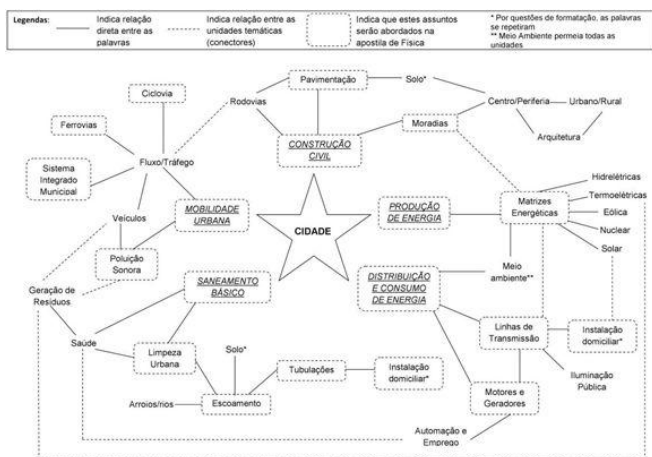 Legendas:
Indica relação
direta entre as
palavras
Indica relação entre as
unidades temáticas
(conectores)
Indica que estes assuntos
serão abordados na
apostila de Física
* Por questões de formatação, as palavras
se repetiram
** Meio Ambiente permeia todas as
unidades
Ciclovia
Pavimentação
Solo*
Rodovias
Centro/Periferia
Urbano/Rural
Ferrovias
Moradias
Arquitetura
CONSTRUÇÃO
CIVIL
Fluxo/Tráfego
Sistema
Integrado
Municipal
Hidrelétricas
Matrizes
Energéticas
Termoelétricas
Eólica
Nuclear
Solar
Veículos
MOBILIDADE
URBANA
PRODUÇÃO
DE ENERGIA
CIDADE
Poluição
Sonora
Meio
ambiente**
Geração de
Resíduos
SANEAMENTO
BÁSICO
DISTRIBUIÇÃO
E CONSUMO
DE ENERGIA
Linhas de
Transmissão
Instalação
domiciliar*
Saúde
Limpeza
Urbana
Solo*
Tubulações
Instalação
domiciliar*
Iluminação
Pública
Motores e
Geradores
Arroios/rios
Escoamento
Automação e
Emprego